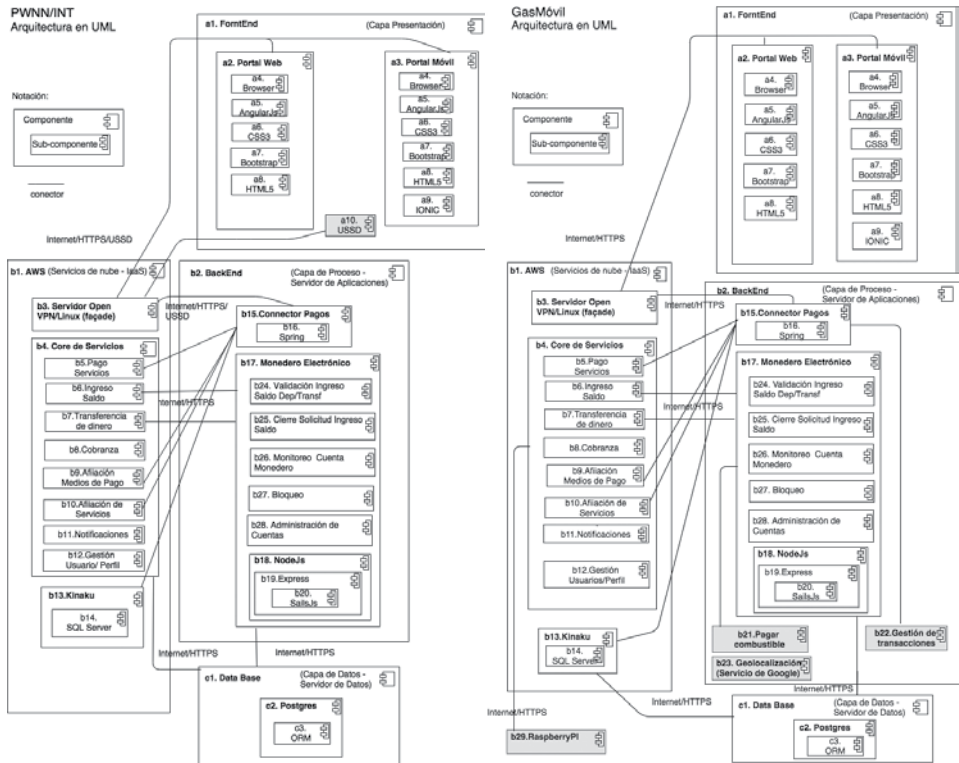 PWNN/INT
Arquitectura en UML
a1. ForntEnd
(Capa Presentación)
a2. Portal Web
a4.
Browser
a5.
AngularJs
a6.
CSS3
a7.
Bootstrap
a8.
HTML5
a3. Portal Móvil
a4.
Browser
a5.
AngularJs
a6.
CSS3
a7.
Bootstrap
a8.
HTML5
a9.
IONIC
a10.
USSD
Notación:
Componente
Sub-componente
conector
Internet/HTTPS/USSD
b1. AWS (Servicios de nube - IaaS)
b3. Servidor Open
VPN/Linux (façade)
b4. Core de Servicios
b5.Pago
Servicios
b6.Ingreso
Saldo
b7.Transferencia
de dinero
b8.Cobranza
b9.Afiliación
Medios de Pago
b10.Afiliación de
Servicios
b11.Notificaciones
b12.Gestión
Usuario/ Perfil
b13.Kinaku
b14.
SQL Server
Internet/HTTPS/
USSD
Internet/HTTPS
b2. BackEnd
(Capa de Proceso -
Servidor de Aplicaciones)
b15.Connector Pagos
b16.
Spring
b17. Monedero Electrónico
b24. Validación Ingreso
Saldo Dep/Transf
b25. Cierre Solicitud Ingreso
Saldo
b26. Monitoreo Cuenta
Monedero
b27. Bloqueo
b28. Administración de
Cuentas
b18. NodeJs
b19.Express
b20.
SailsJs
Internet/HTTPS
Internet/HTTPS
c1. Data Base
(Capa de Datos -
Servidor de Datos)
c2. Postgres
c3.
ORM
GasMóvil
Arquitectura en UML
a1. ForntEnd
(Capa Presentación)
a2. Portal Web
a4.
Browser
a5.
AngularJs
a6.
CSS3
a7.
Bootstrap
a8.
HTML5
a3. Portal Móvil
a4.
Browser
a5.
AngularJs
a6.
CSS3
a7.
Bootstrap
a8.
HTML5
a9.
IONIC
Notación:
Componente
Sub-componente
conector
Internet/HTTPS
b1. AWS
(Servicios de nube - IaaS)
b3. Servidor Open
VPN/Linux (façade)
b4. Core de Servicios
b5.Pago
Servicios
b6.Ingreso
Saldo
b7.Transferencia
de dinero
b8.Cobranza
b9.Afiliación
Medios de Pago
b10.Afiliación de
Servicios
b11.Notificaciones
b12.Gestión
Usuarios/Perfil
b13.Kinaku
b14.
SQL Server
Internet/HTTPS
Internet/HTTPS
b2. BackEnd
(Capa de Proceso -
Servidor de Aplicaciones)
b15.Connector Pagos
b16.
Spring
b17. Monedero Electrónico
b24. Validación Ingreso
Saldo Dep/Transf
b25. Cierre Solicitud Ingreso
Saldo
b26. Monitoreo Cuenta
Monedero
b27. Bloqueo
b28. Administración de
Cuentas
b18. NodeJs
b19.Express
b20.
SailsJs
b21.Pagar
combustible
b22.Gestión de
transacciones
b23. Geolocalización
(Servicio de Google)
Internet/HTTPS
Internet/HTTPS
Internet/HTTPS
b29.RaspberryPI
c1. Data Base
(Capa de Datos -
Servidor de Datos)
c2. Postgres
c3.
ORM